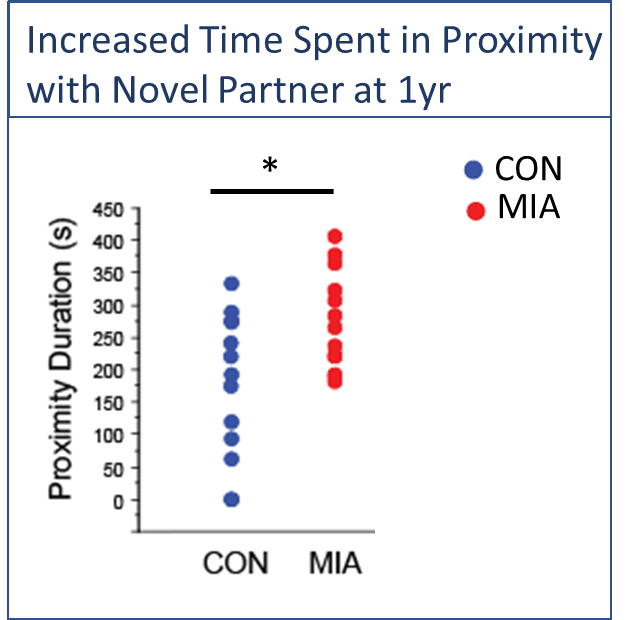 Increased Time Spent in Proximity
with Novel Partner at 1yr
*
CON
MIA
Proximity Duration (s)
450
400
350
300
250
200
150
100
50
0
CON MIA